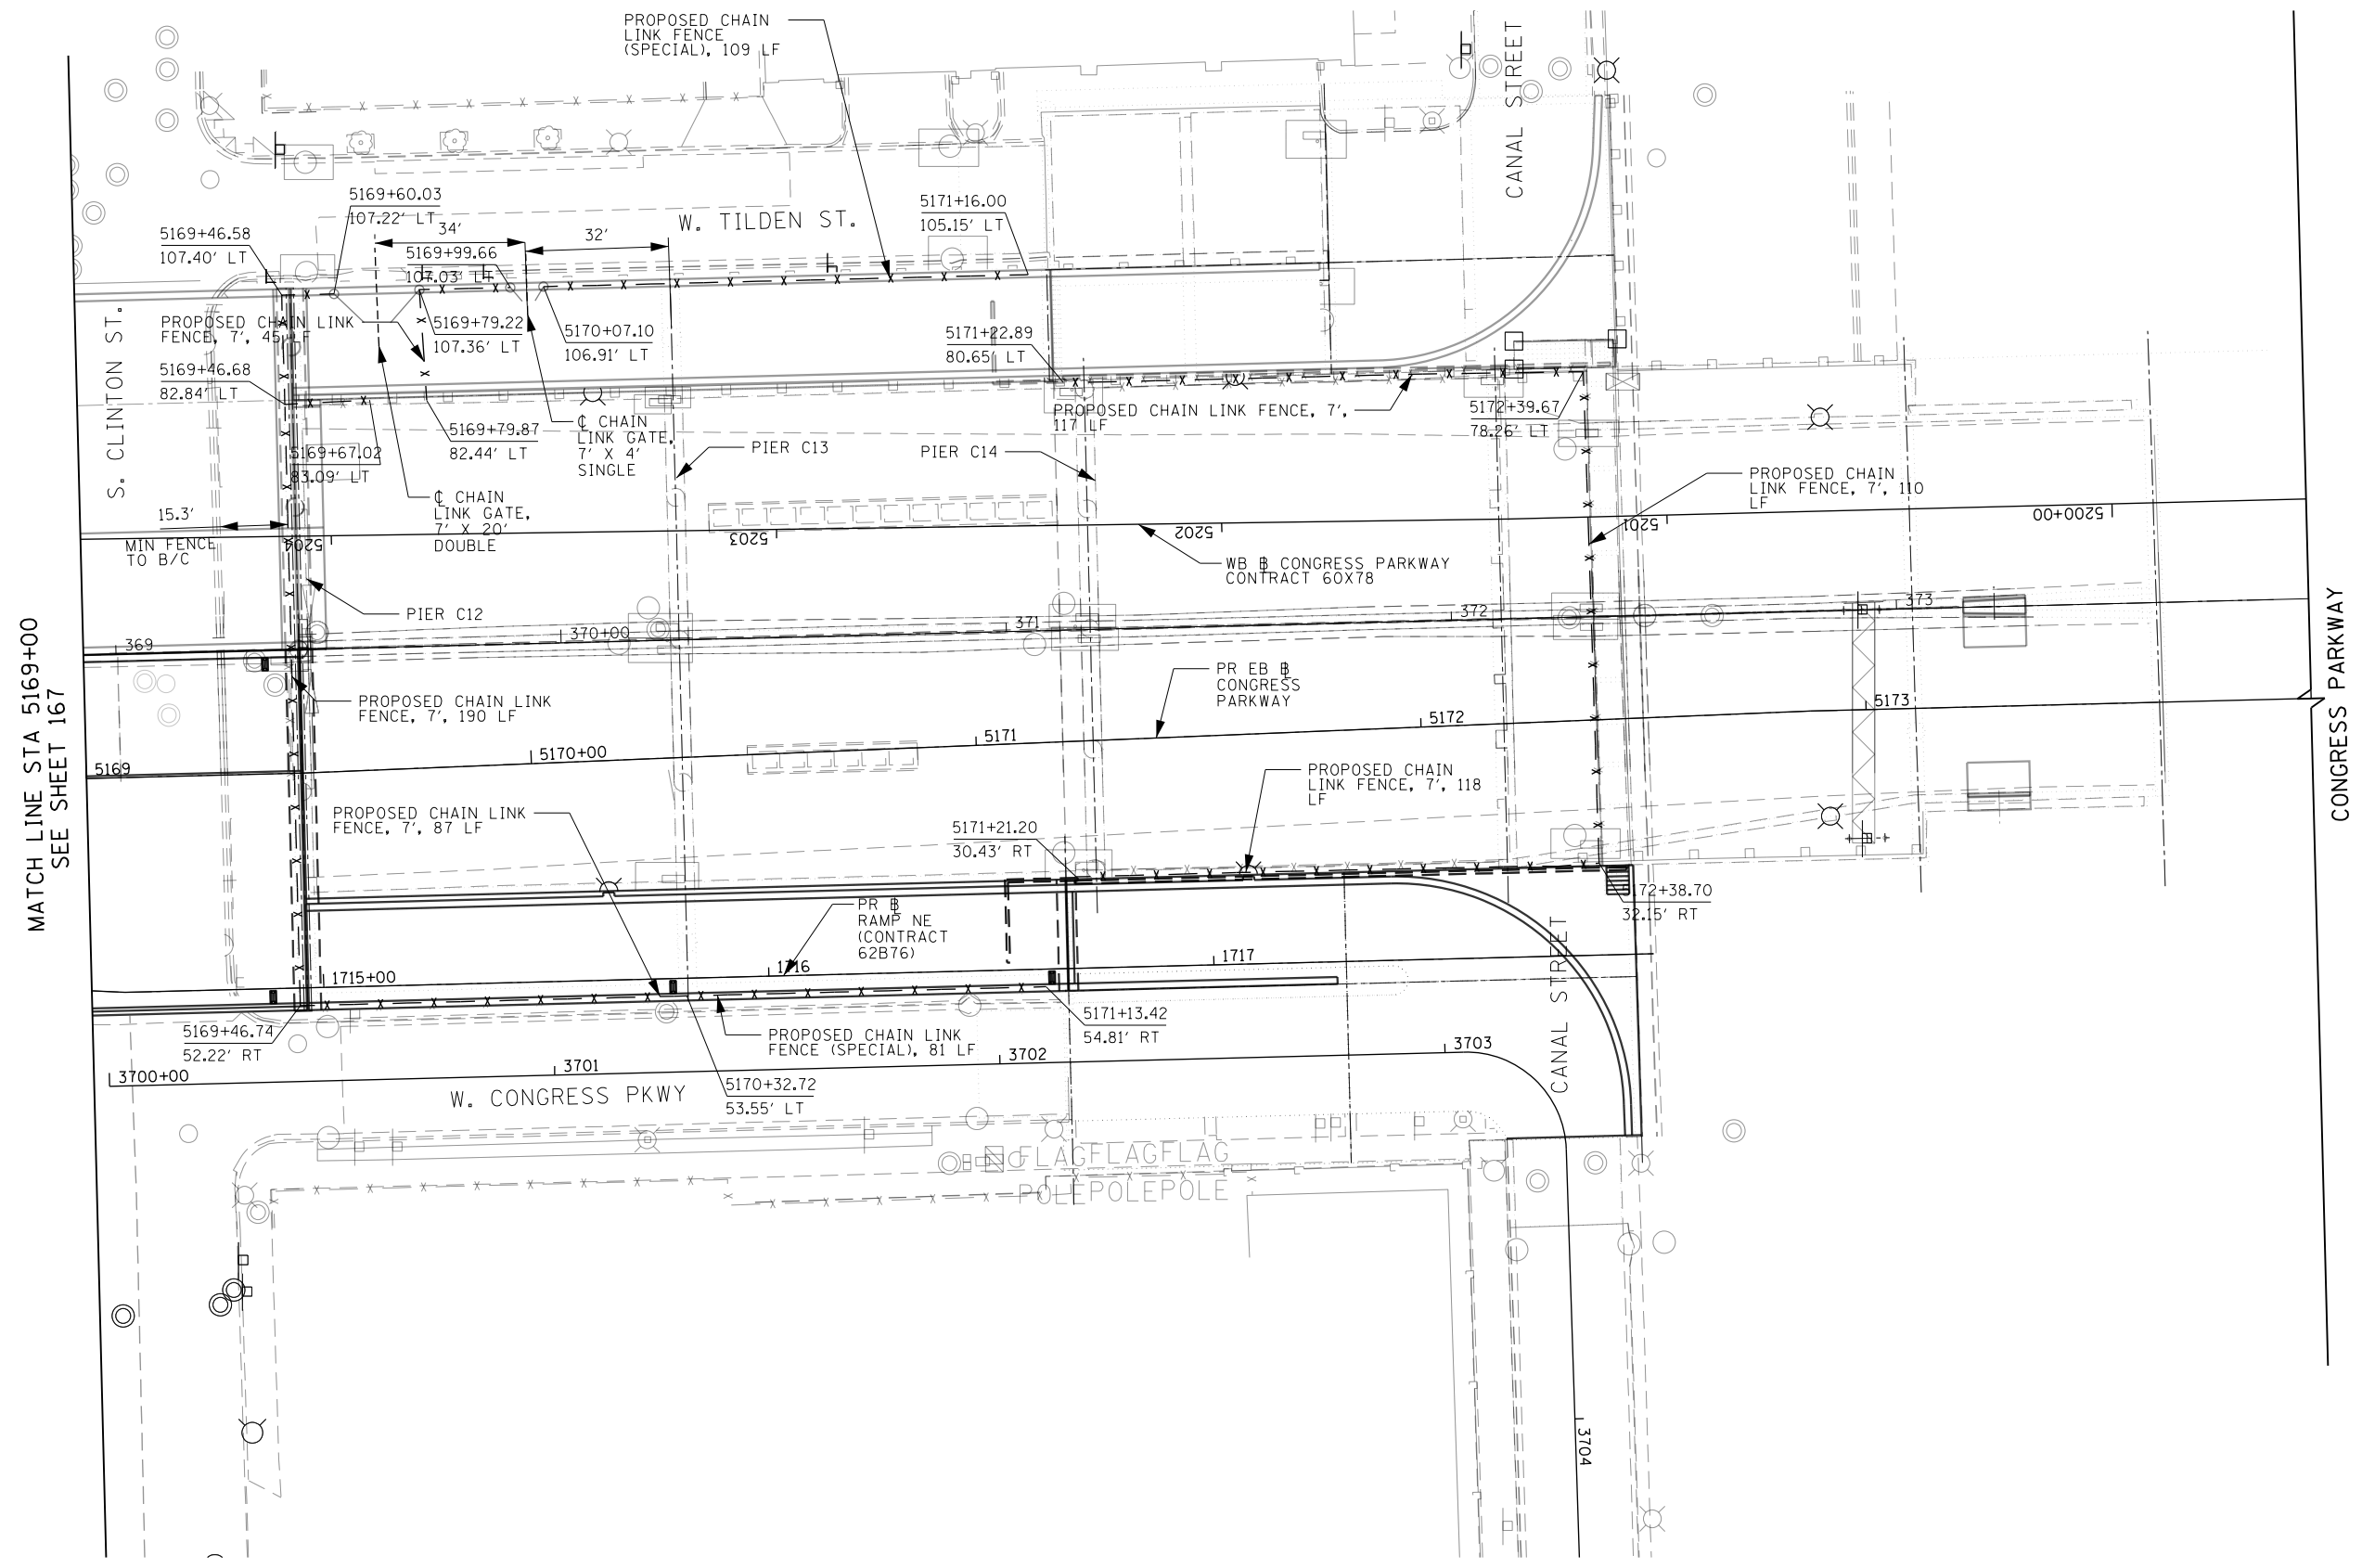 PROPOSED CHAIN
LINK FENCE
(SPECIAL), 109 LF
CANAL STREET
5169+60.03
107.22' LT
5169+46.58
107.40' LT
34'
32'
5169+99.66
107.03' LT
W. TILDEN ST.
5171+16.00
105.15' LT
S. CLINTON ST.
PROPOSED CHAIN LINK
FENCE, 7', 45 LF
5169+79.22
107.36' LT
5170+07.10
106.91' LT
5171+22.89
80.65' LT
5169+46.68
82.84' LT
5169+67.02
83.09' LT
5169+79.87
82.44' LT
℄ CHAIN
LINK GATE,
7' X 4'
SINGLE
PIER C13
PIER C14
PROPOSED CHAIN LINK FENCE, 7',
117 LF
5172+39.67
78.26' LT
PROPOSED CHAIN
LINK FENCE, 7', 110
LF
℄ CHAIN
LINK GATE,
7' X 20'
DOUBLE
15.3'
MIN FENCE
TO B/C
5204
5203
5202
5201
5200+00
WB ℄ CONGRESS PARKWAY
CONTRACT 60X78
PIER C12
369
370+00
371
372
373
MATCH LINE STA 5169+00
SEE SHEET 167
CONGRESS PARKWAY
PROPOSED CHAIN LINK
FENCE, 7', 190 LF
PR EB ℄
CONGRESS
PARKWAY
5169
5170+00
5171
5172
5173
PROPOSED CHAIN LINK
FENCE, 7', 87 LF
5171+21.20
30.43' RT
PROPOSED CHAIN
LINK FENCE, 7', 118
LF
5172+38.70
32.15' RT
PR ℄
RAMP NE
(CONTRACT
62B76)
1715+00
1716
1717
CANAL STREET
5169+46.74
52.22' RT
PROPOSED CHAIN LINK
FENCE (SPECIAL), 81 LF
5171+13.42
54.81' RT
3700+00
3701
3702
3703
W. CONGRESS PKWY
5170+32.72
53.55' LT
FLAGFLAGFLAG
POLEPOLEPOLE
3704